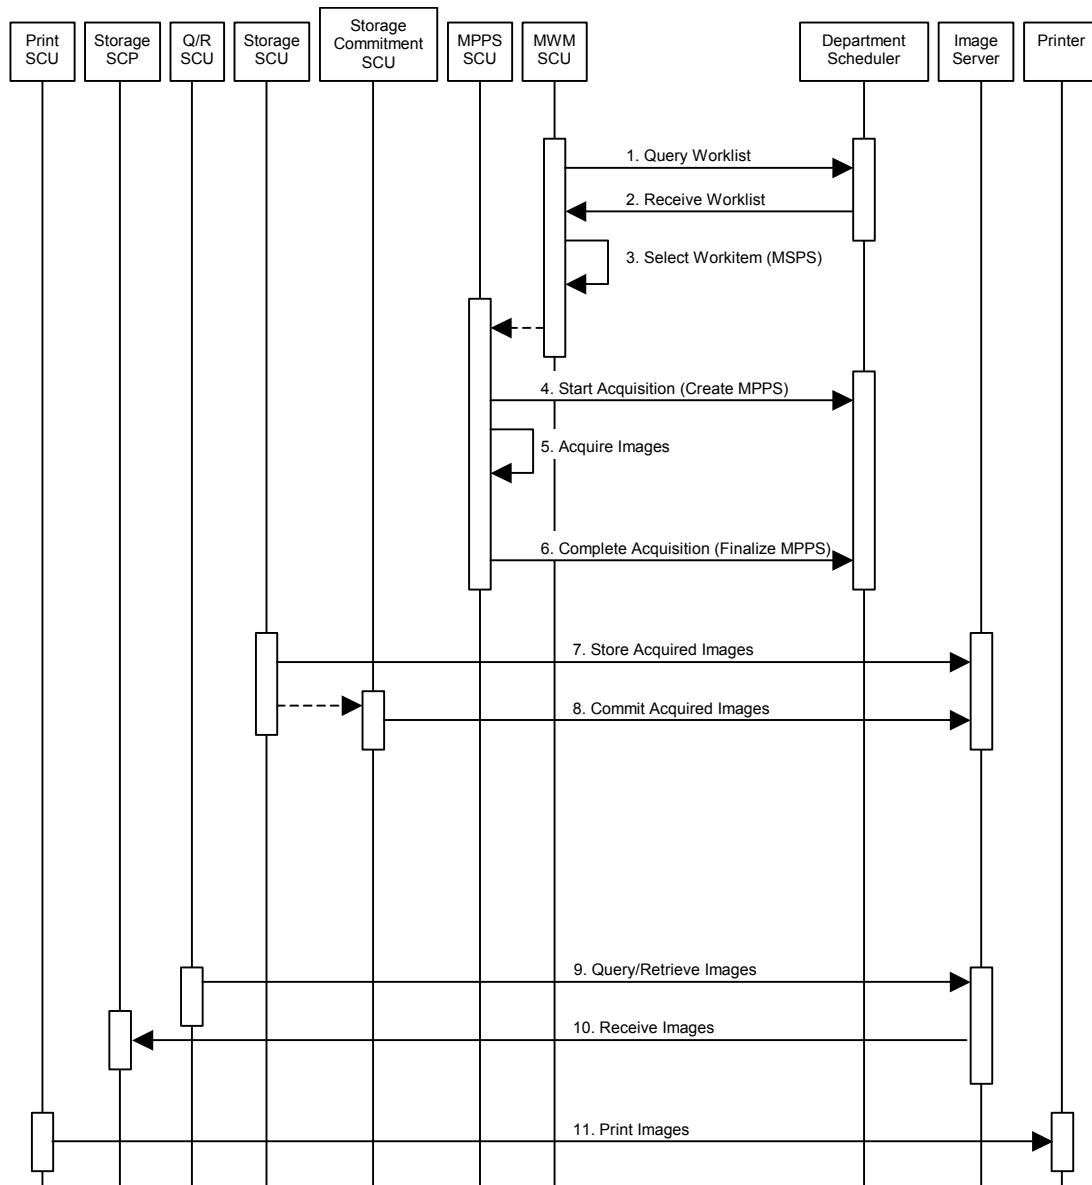 Print
SCU
Storage
SCP
Q/R
SCU
Storage
SCU
Storage
Commitment
SCU
MPPS
SCU
MWM
SCU
Department
Scheduler
Image
Server
Printer
1. Query Worklist
2. Receive Worklist
3. Select Workitem (MSPS)
4. Start Acquisition (Create MPPS)
5. Acquire Images
6. Complete Acquisition (Finalize MPPS)
7. Store Acquired Images
8. Commit Acquired Images
9. Query/Retrieve Images
10. Receive Images
11. Print Images